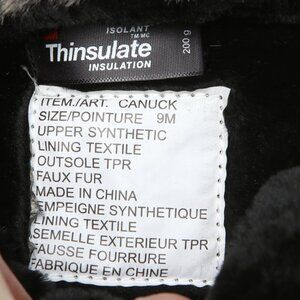 ISOLANT
TM/MC
Thinsulate
INSULATION
200 g
ITEM./ART. CANUCK
SIZE/POINTURE 9M
UPPER SYNTHETIC
LINING TEXTILE
OUTSOLE TPR
FAUX FUR
MADE IN CHINA
EMPEIGNE SYNTHETIQUE
LINING TEXTILE
SEMELLE EXTERIEUR TPR
FAUSSE FOURRURE
FABRIQUE EN CHINE